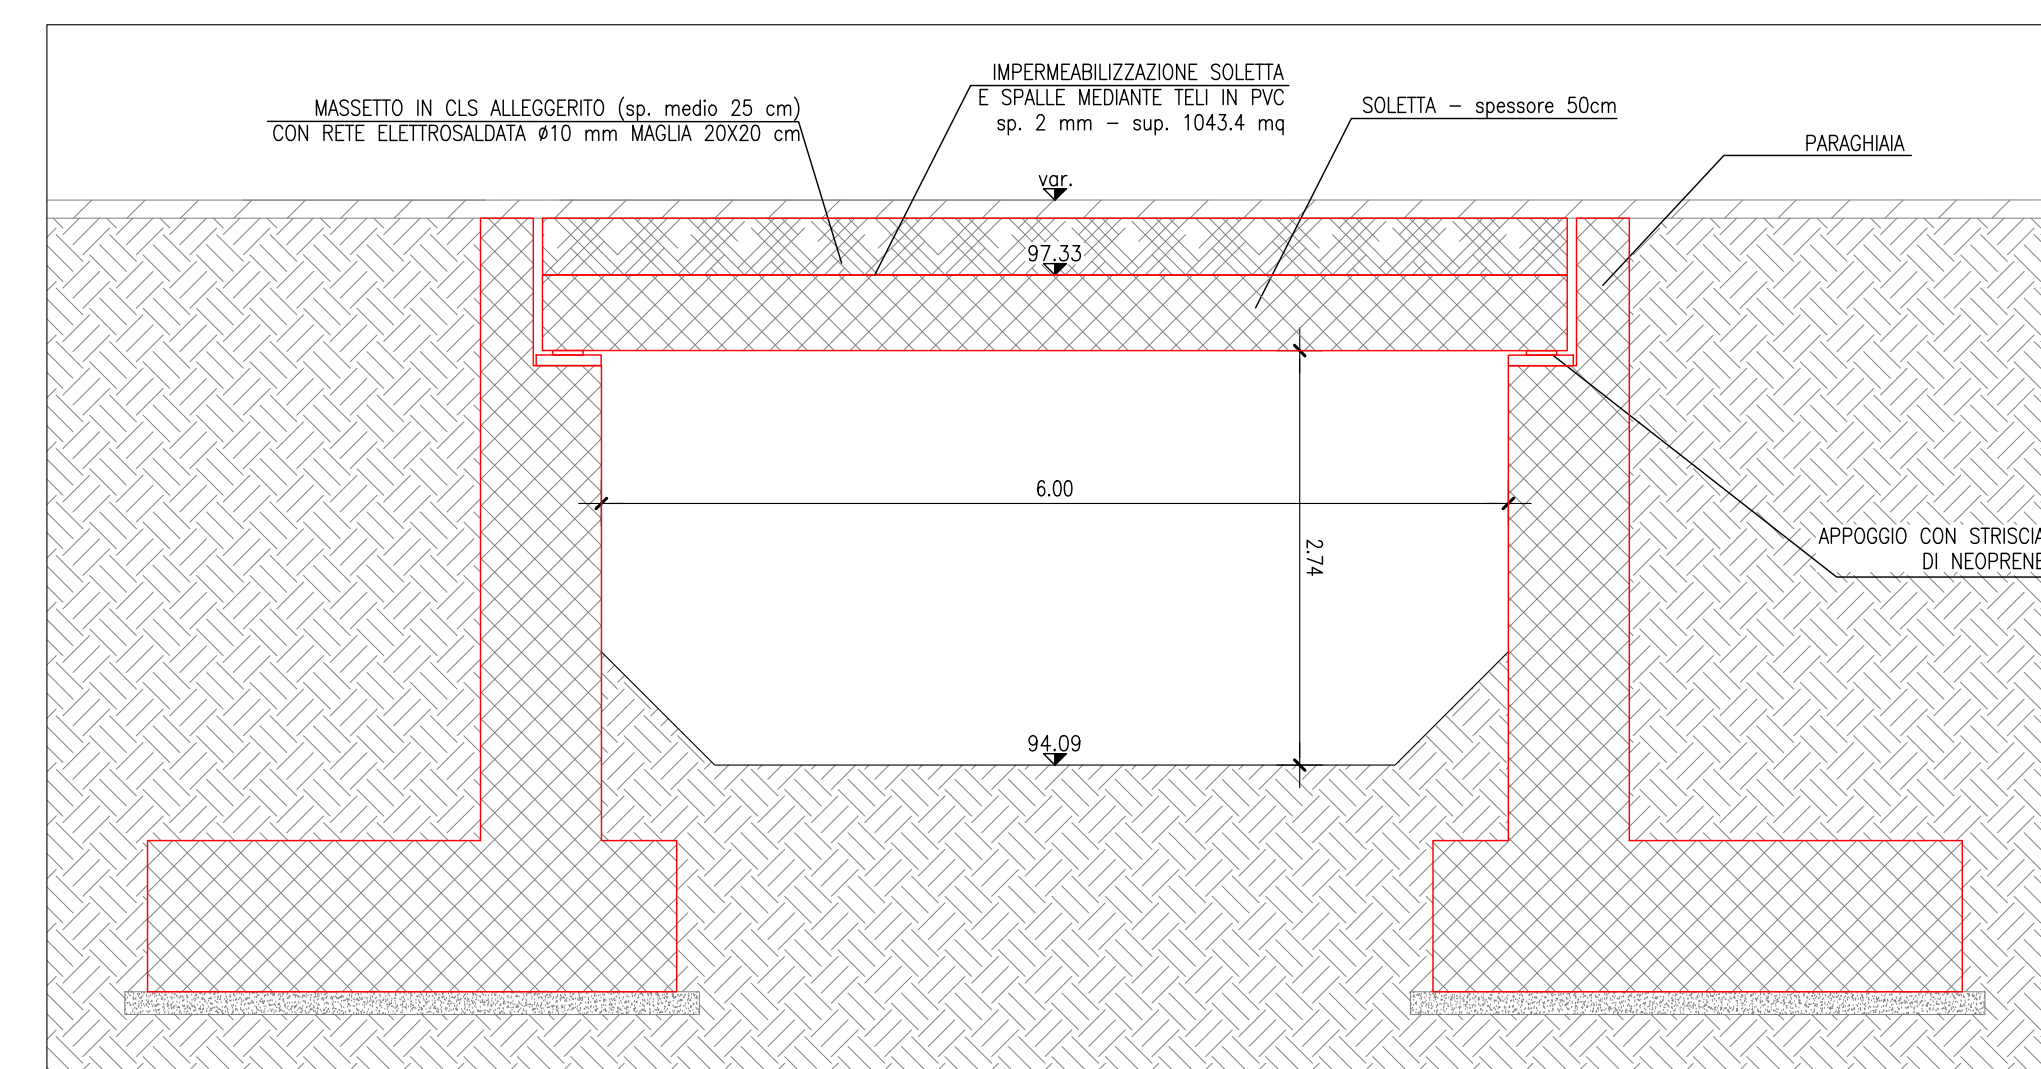 IMPERMEABILIZZAZIONE SOLETTA
E SPALLE MEDIANTE TELI IN PVC
sp. 2 mm - sup. 1043.4 mq
MASSETTO IN CLS ALLEGGERITO (sp. medio 25 cm)
CON RETE ELETTROSALDATA ø10 mm MAGLIA 20X20 cm
SOLETTA - spessore 50cm
PARAGHIAIA
var.
97.33
6.00
2.74
APPOGGIO CON STRISCIA
DI NEOPRENE
94.09